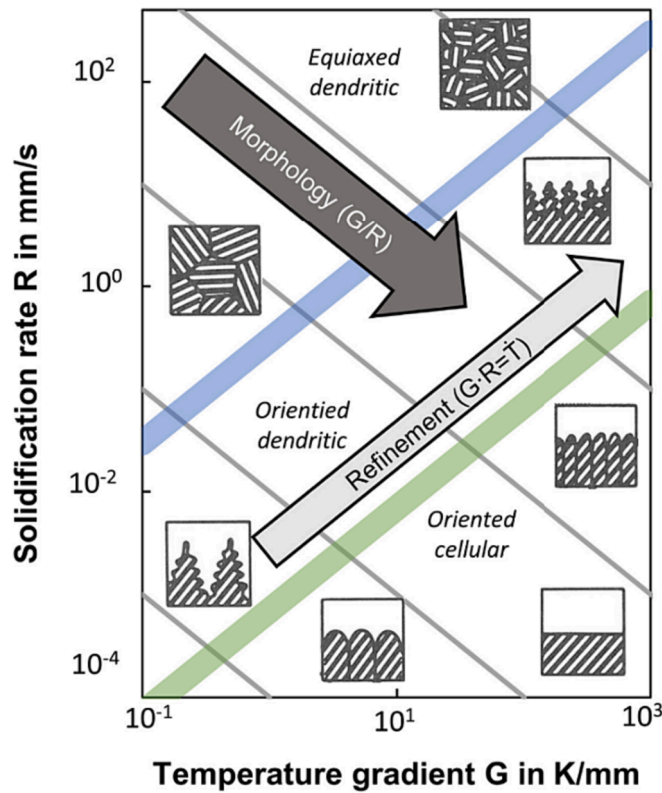 Solidification rate R in mm/s
10²
10⁰
10⁻²
10⁻⁴
Equiaxed
dendritic
Morphology (G/R)
Orientied
dendritic
Refinement (G·R=Ṫ)
Oriented
cellular
10⁻¹
10¹
10³
Temperature gradient G in K/mm